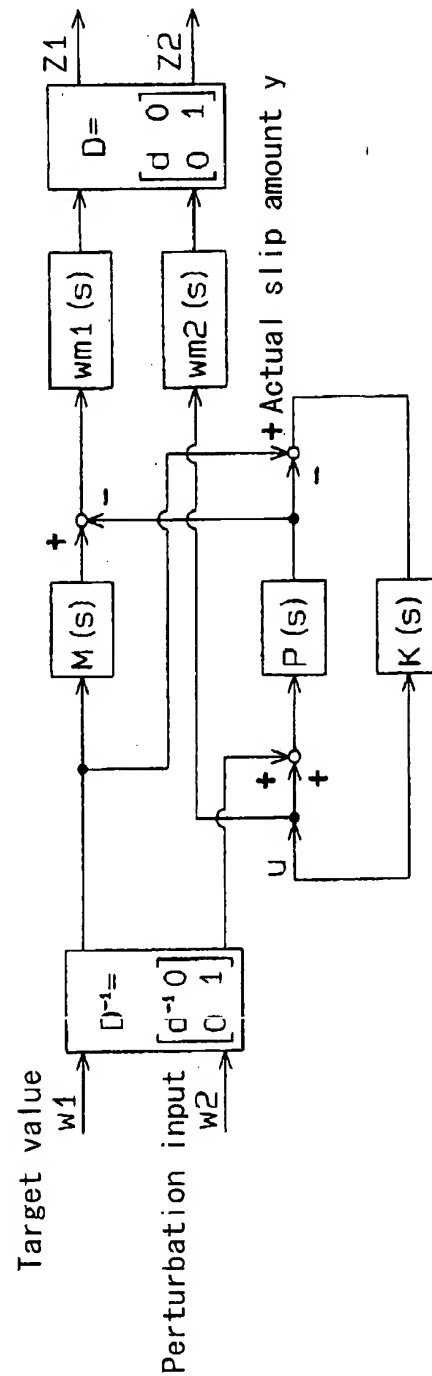 Target value
w1
Perturbation input
w2
D⁻¹=
[d⁻¹ 0]
[0 1]
M(s)
+
-
wm1(s)
wm2(s)
D=
[d 0]
[0 1]
Z1
Z2
+ Actual slip amount y
-
u
+
+
P(s)
K(s)